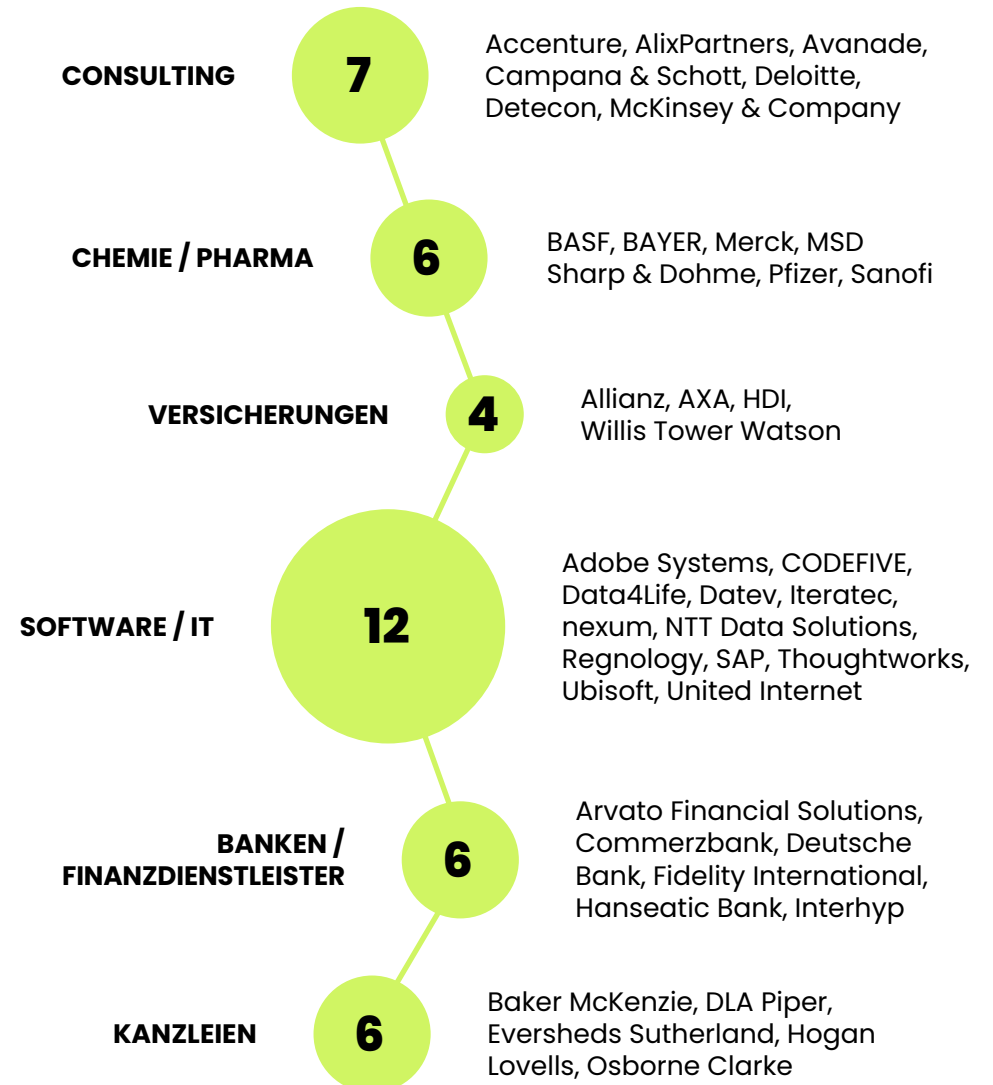 CONSULTING
7
Accenture, AlixPartners, Avanade,
Campana & Schott, Deloitte,
Detecon, McKinsey & Company
CHEMIE / PHARMA
6
BASF, BAYER, Merck, MSD
Sharp & Dohme, Pfizer, Sanofi
VERSICHERUNGEN
4
Allianz, AXA, HDI,
Willis Tower Watson
SOFTWARE / IT
12
Adobe Systems, CODEFIVE,
Data4Life, Datev, Iteratec,
nexum, NTT Data Solutions,
Regnology, SAP, Thoughtworks,
Ubisoft, United Internet
BANKEN /
FINANZDIENSTLEISTER
6
Arvato Financial Solutions,
Commerzbank, Deutsche
Bank, Fidelity International,
Hanseatic Bank, Interhyp
KANZLEIEN
6
Baker McKenzie, DLA Piper,
Eversheds Sutherland, Hogan
Lovells, Osborne Clarke